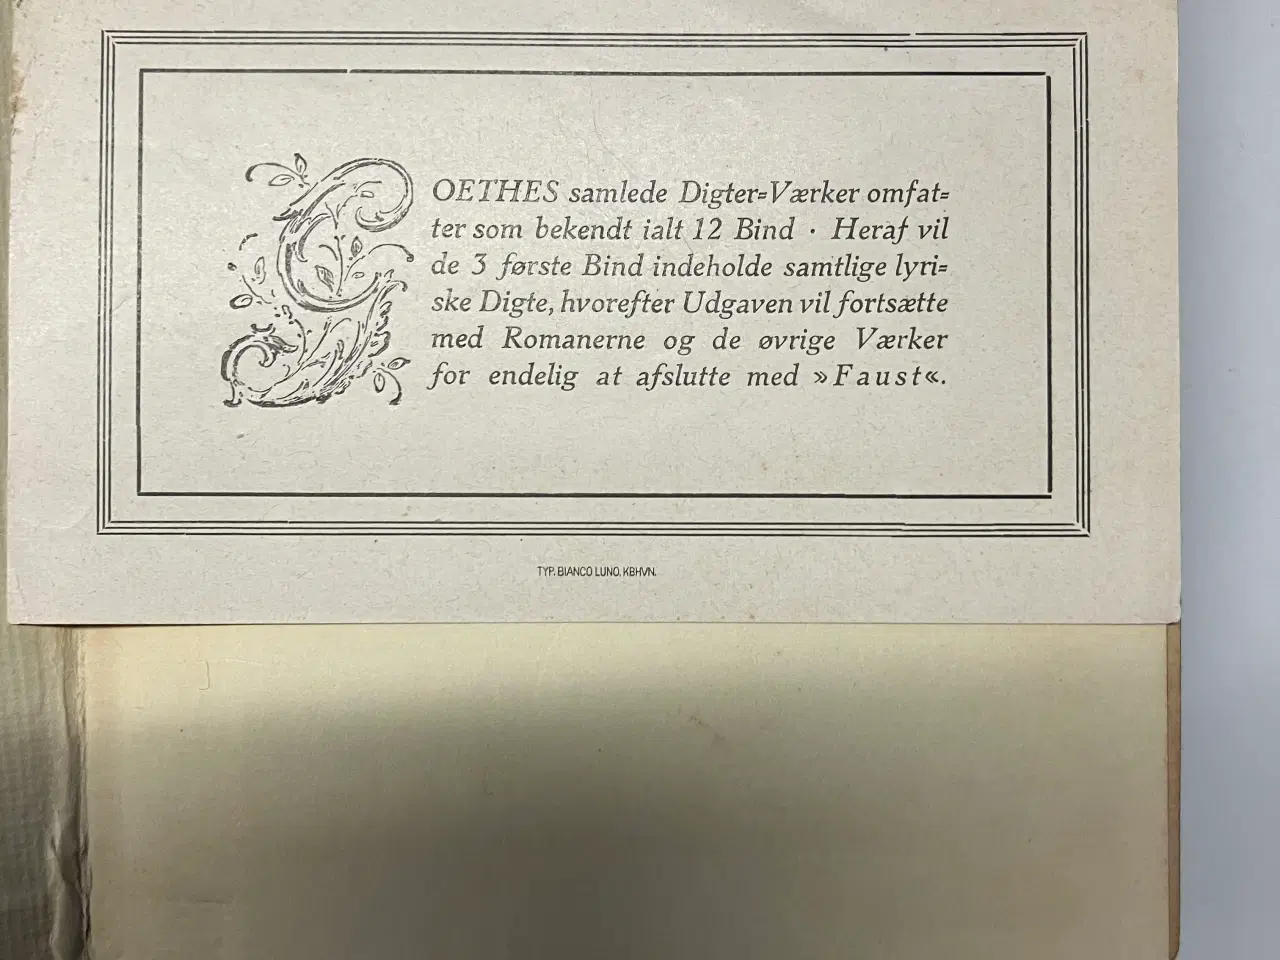 GOETHES samlede Digter=Værker omfat=
ter som bekendt ialt 12 Bind · Heraf vil
de 3 første Bind indeholde samtlige lyri=
ske Digte, hvorefter Udgaven vil fortsætte
med Romanerne og de øvrige Værker
for endelig at afslutte med »Faust«.
TYP. BIANCO LUNO. KBHVN.